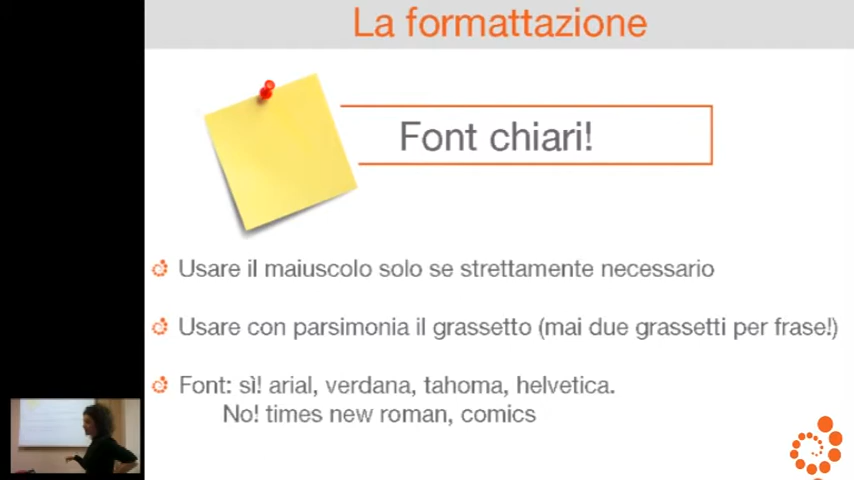 La formattazione
Font chiari!
Usare il maiuscolo solo se strettamente necessario
Usare con parsimonia il grassetto (mai due grassetti per frase!)
Font: sì! arial, verdana, tahoma, helvetica.
No! times new roman, comics